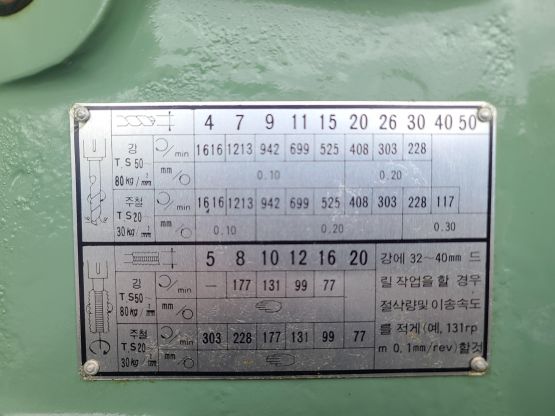 4 7 9 11 15 20 26 30 40 50
강 /min 1616 1213 942 699 525 408 303 228
T S 50~
80kg/mm² mm/ 0.10 0.20
주철 /min 1616 1213 942 699 525 408 303 228 117
T S 20~
30kg/mm² mm/ 0.10 0.20 0.30
5 8 10 12 16 20
강 /min — 177 131 99 77
T S 50~
80kg/mm² mm/
주철 /min 303 228 177 131 99 77
T S 20~
30kg/mm² mm/
강에 32~40mm 드
릴 작업을 할 경우
절삭량및 이송속도
를 적게(예, 131rp
m 0.1mm/rev)할것